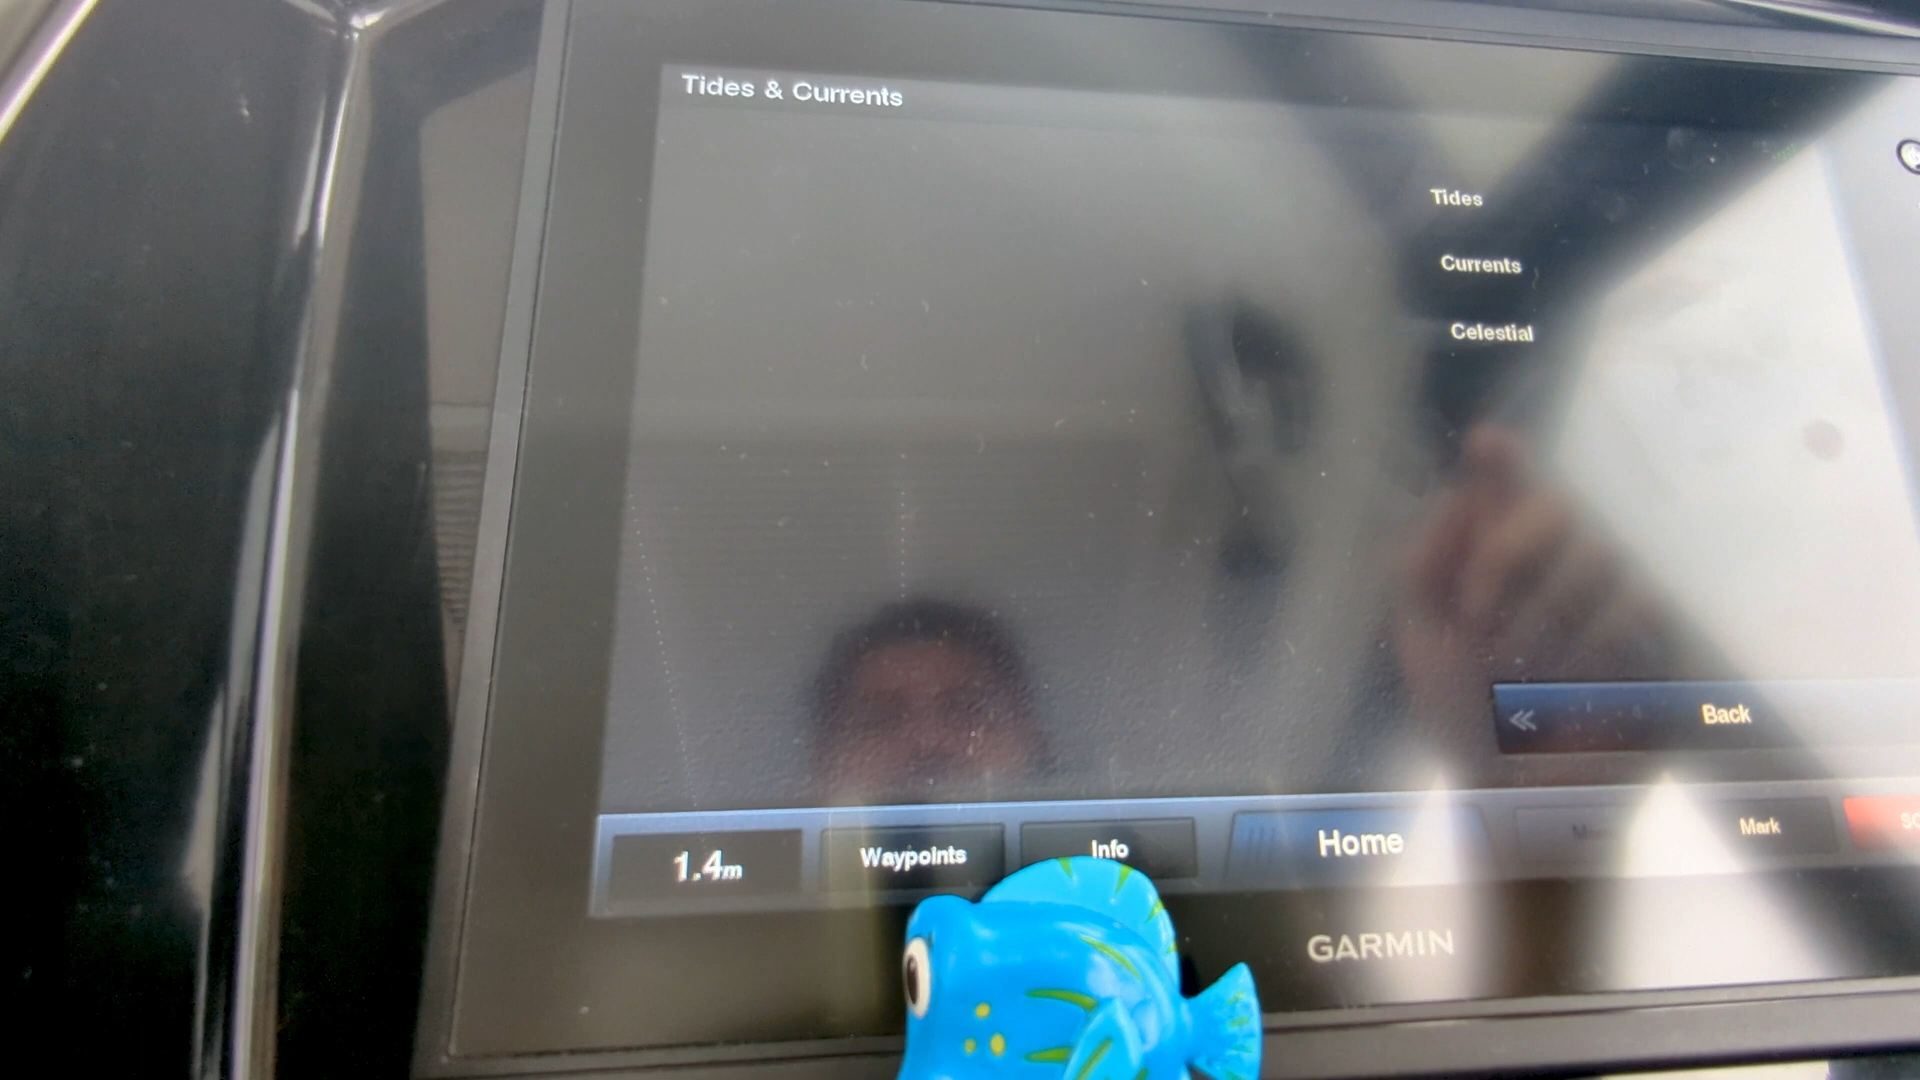 Tides & Currents
Tides
Currents
Celestial
Back
1.4m
Waypoints
Info
Home
Mark
GARMIN